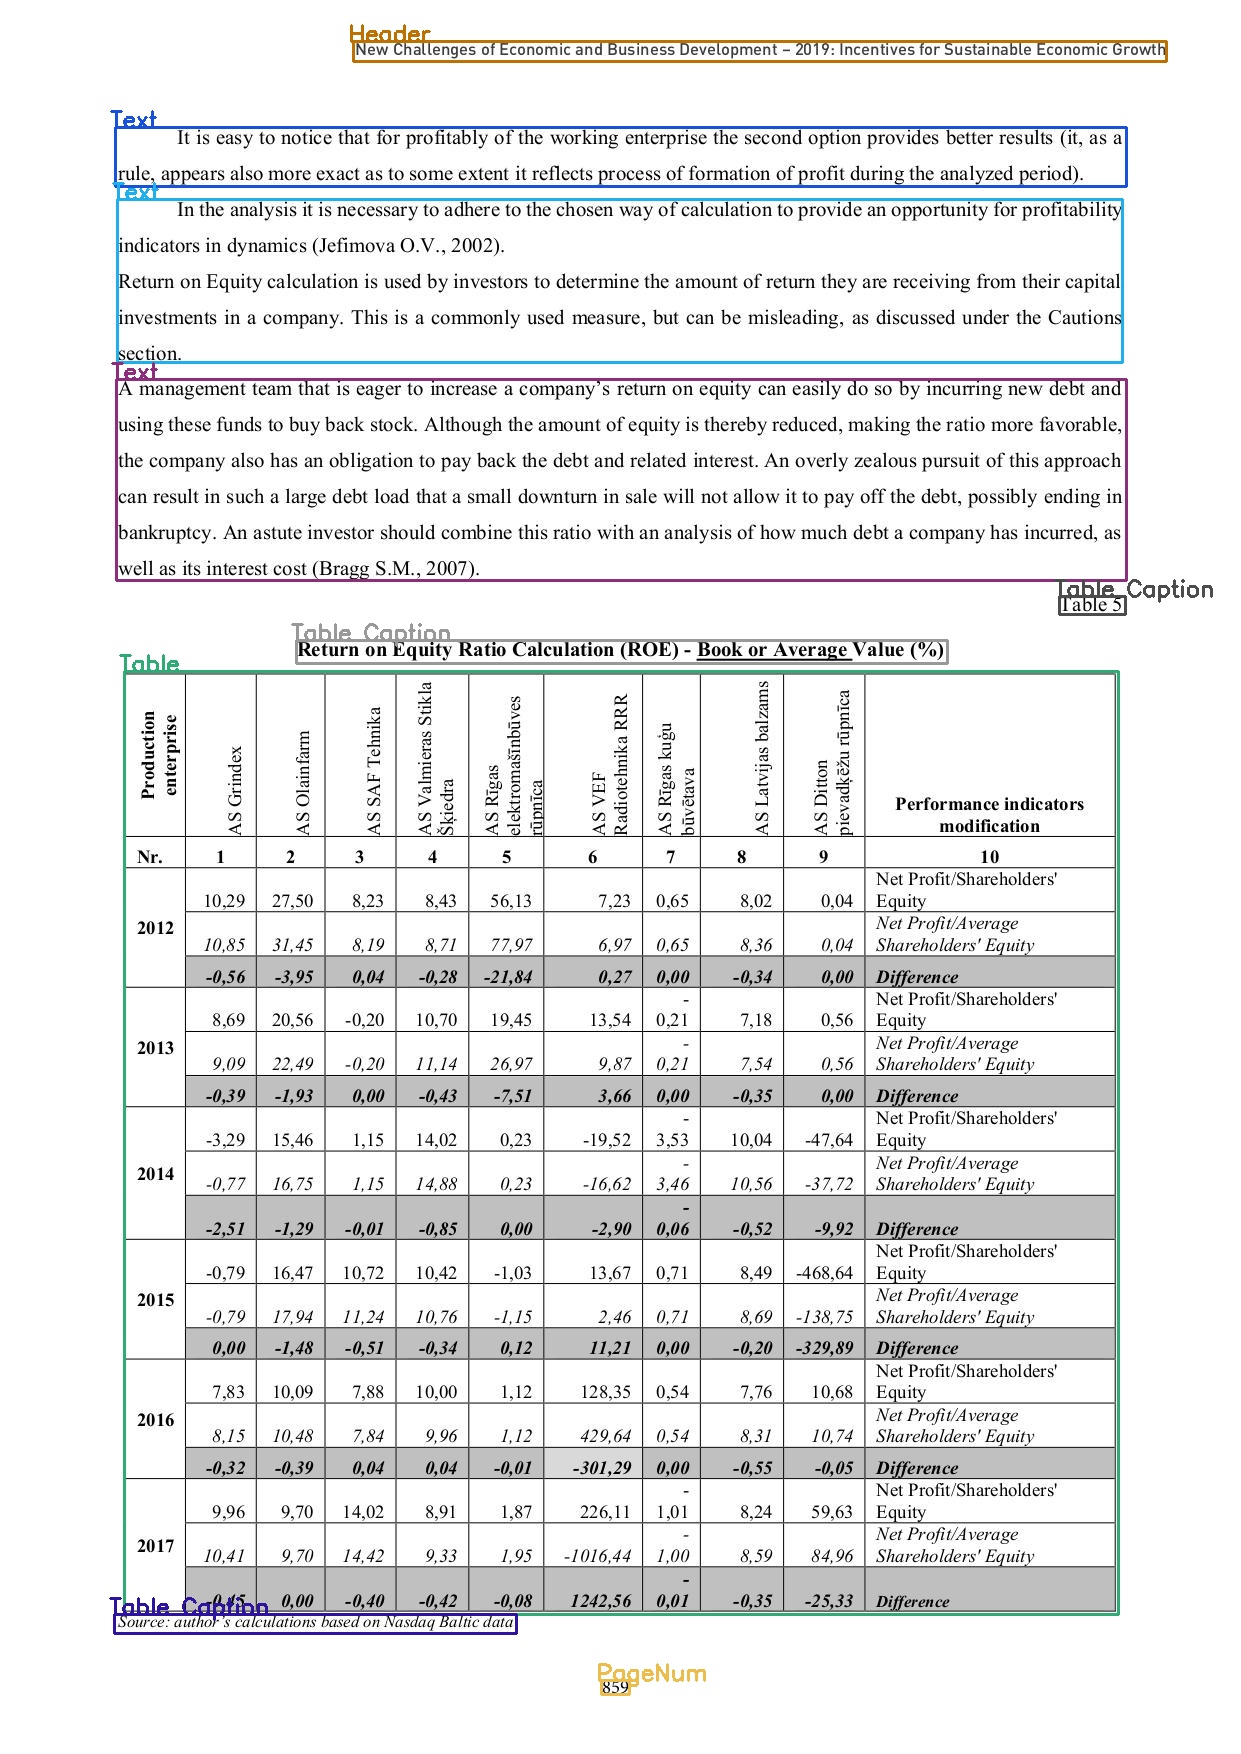 Header
New Challenges of Economic and Business Development – 2019: Incentives for Sustainable Economic Growth
Text
It is easy to notice that for profitably of the working enterprise the second option provides better results (it, as a
rule, appears also more exact as to some extent it reflects process of formation of profit during the analyzed period).
Text
In the analysis it is necessary to adhere to the chosen way of calculation to provide an opportunity for profitability
indicators in dynamics (Jefimova O.V., 2002).
Return on Equity calculation is used by investors to determine the amount of return they are receiving from their capital
investments in a company. This is a commonly used measure, but can be misleading, as discussed under the Cautions
section.
Text
A management team that is eager to increase a company's return on equity can easily do so by incurring new debt and
using these funds to buy back stock. Although the amount of equity is thereby reduced, making the ratio more favorable,
the company also has an obligation to pay back the debt and related interest. An overly zealous pursuit of this approach
can result in such a large debt load that a small downturn in sale will not allow it to pay off the debt, possibly ending in
bankruptcy. An astute investor should combine this ratio with an analysis of how much debt a company has incurred, as
well as its interest cost (Bragg S.M., 2007).
Table_Caption
Table 5
Table_Caption
Return on Equity Ratio Calculation (ROE) - Book or Average Value (%)
Table
Production enterprise AS Grindex AS Olainfarm AS SAF Tehnika AS Valmieras Stikla Šķiedra AS Rīgas elektromašīnbūves rūpnīca AS VEF Radiotehnika RRR AS Rīgas kuģu būvētava AS Latvijas balzams AS Ditton pievadķēžu rūpnīca Performance indicators modification
Nr. 1 2 3 4 5 6 7 8 9 10
2012
10,29 27,50 8,23 8,43 56,13 7,23 0,65 8,02 0,04 Net Profit/Shareholders' Equity
10,85 31,45 8,19 8,71 77,97 6,97 0,65 8,36 0,04 Net Profit/Average Shareholders' Equity
-0,56 -3,95 0,04 -0,28 -21,84 0,27 0,00 -0,34 0,00 Difference
2013
8,69 20,56 -0,20 10,70 19,45 13,54 -0,21 7,18 0,56 Net Profit/Shareholders' Equity
9,09 22,49 -0,20 11,14 26,97 9,87 -0,21 7,54 0,56 Net Profit/Average Shareholders' Equity
-0,39 -1,93 0,00 -0,43 -7,51 3,66 0,00 -0,35 0,00 Difference
2014
-3,29 15,46 1,15 14,02 0,23 -19,52 -3,53 10,04 -47,64 Net Profit/Shareholders' Equity
-0,77 16,75 1,15 14,88 0,23 -16,62 -3,46 10,56 -37,72 Net Profit/Average Shareholders' Equity
-2,51 -1,29 -0,01 -0,85 0,00 -2,90 -0,06 -0,52 -9,92 Difference
2015
-0,79 16,47 10,72 10,42 -1,03 13,67 0,71 8,49 -468,64 Net Profit/Shareholders' Equity
-0,79 17,94 11,24 10,76 -1,15 2,46 0,71 8,69 -138,75 Net Profit/Average Shareholders' Equity
0,00 -1,48 -0,51 -0,34 0,12 11,21 0,00 -0,20 -329,89 Difference
2016
7,83 10,09 7,88 10,00 1,12 128,35 0,54 7,76 10,68 Net Profit/Shareholders' Equity
8,15 10,48 7,84 9,96 1,12 429,64 0,54 8,31 10,74 Net Profit/Average Shareholders' Equity
-0,32 -0,39 0,04 0,04 -0,01 -301,29 0,00 -0,55 -0,05 Difference
2017
9,96 9,70 14,02 8,91 1,87 226,11 -1,01 8,24 59,63 Net Profit/Shareholders' Equity
10,41 9,70 14,42 9,33 1,95 -1016,44 -1,00 8,59 84,96 Net Profit/Average Shareholders' Equity
-0,45 0,00 -0,40 -0,42 -0,08 1242,56 -0,01 -0,35 -25,33 Difference
Table_Caption
Source: author's calculations based on Nasdaq Baltic data
PageNum
859